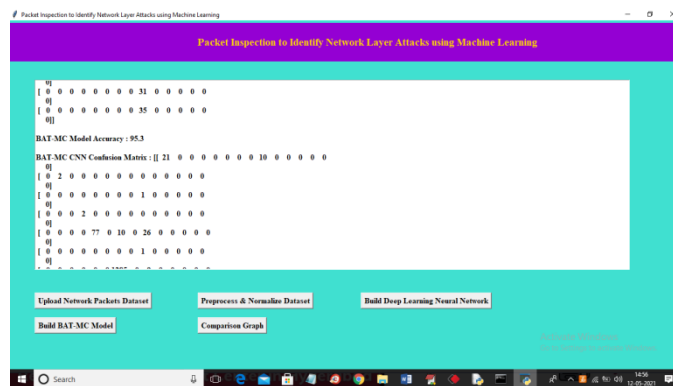 Packet Inspection to Identify Network Layer Attacks using Machine Learning
Packet Inspection to Identify Network Layer Attacks using Machine Learning
0]
[ 0 0 0 0 0 0 0 0 31 0 0 0 0 0
0]
[ 0 0 0 0 0 0 0 0 35 0 0 0 0 0
0]]
BAT-MC Model Accuracy : 95.3
BAT-MC CNN Confusion Matrix : [[ 21 0 0 0 0 0 0 0 10 0 0 0 0 0
0]
[ 0 2 0 0 0 0 0 0 0 0 0 0 0 0
0]
[ 0 0 0 0 0 0 0 0 1 0 0 0 0 0
0]
[ 0 0 0 2 0 0 0 0 0 0 0 0 0 0
0]
[ 0 0 0 0 77 0 10 0 26 0 0 0 0 0
0]
[ 0 0 0 0 0 0 0 0 1 0 0 0 0 0
0]
Upload Network Packets Dataset
Preprocess & Normalize Dataset
Build Deep Learning Neural Network
Build BAT-MC Model
Comparison Graph
Search
14:56
12-05-2021